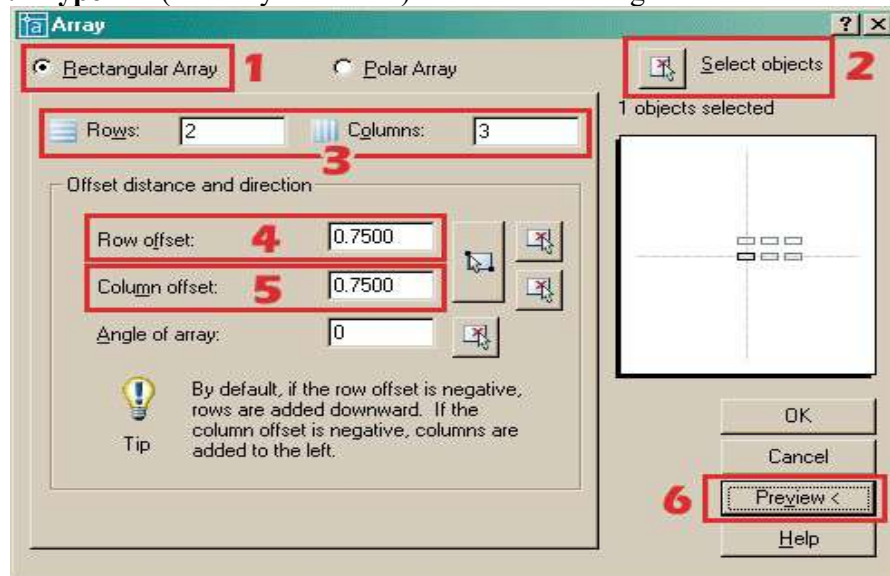 Array
Rectangular Array 1
Polar Array
Select objects 2
1 objects selected
Rows: 2 Columns: 3
3
Offset distance and direction
Row offset: 4 0.7500
Column offset: 5 0.7500
Angle of array: 0
By default, if the row offset is negative,
rows are added downward. If the
column offset is negative, columns are
added to the left.
Tip
OK
Cancel
6 Preview <
Help